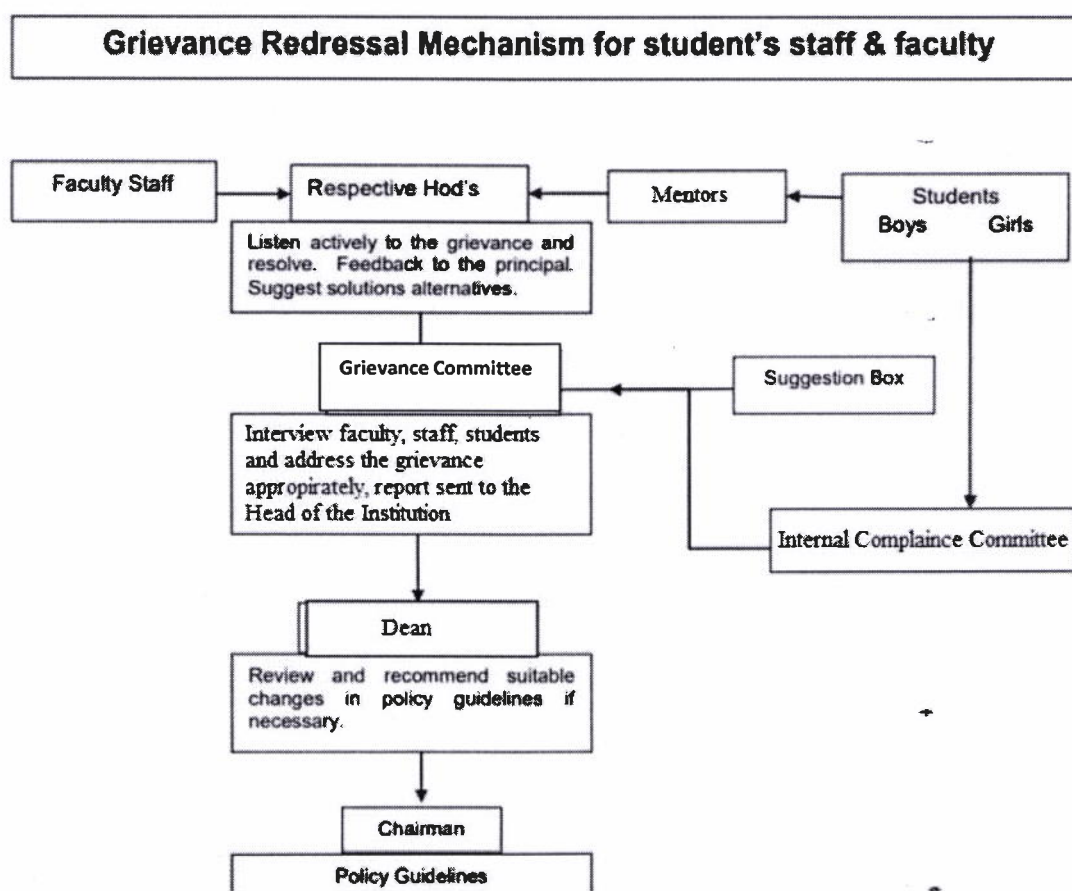 Grievance Redressal Mechanism for student's staff & faculty
Faculty Staff
Respective Hod's
Mentors
Students
Boys Girls
Listen actively to the grievance and
resolve. Feedback to the principal.
Suggest solutions alternatives.
Grievance Committee
Suggestion Box
Interview faculty, staff, students
and address the grievance
appropirately, report sent to the
Head of the Institution
Internal Complaince Committee
Dean
Review and recommend suitable
changes in policy guidelines if
necessary.
Chairman
Policy Guidelines